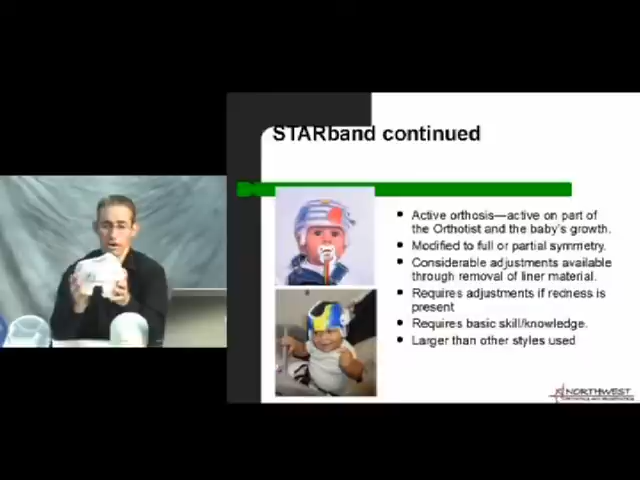 STARband continued
Active orthosis—active on part of
the Orthotist and the baby's growth.
Modified to full or partial symmetry.
Considerable adjustments available
through removal of liner material.
Requires adjustments if redness is
present
Requires basic skill/knowledge.
Larger than other styles used
NORTHWEST